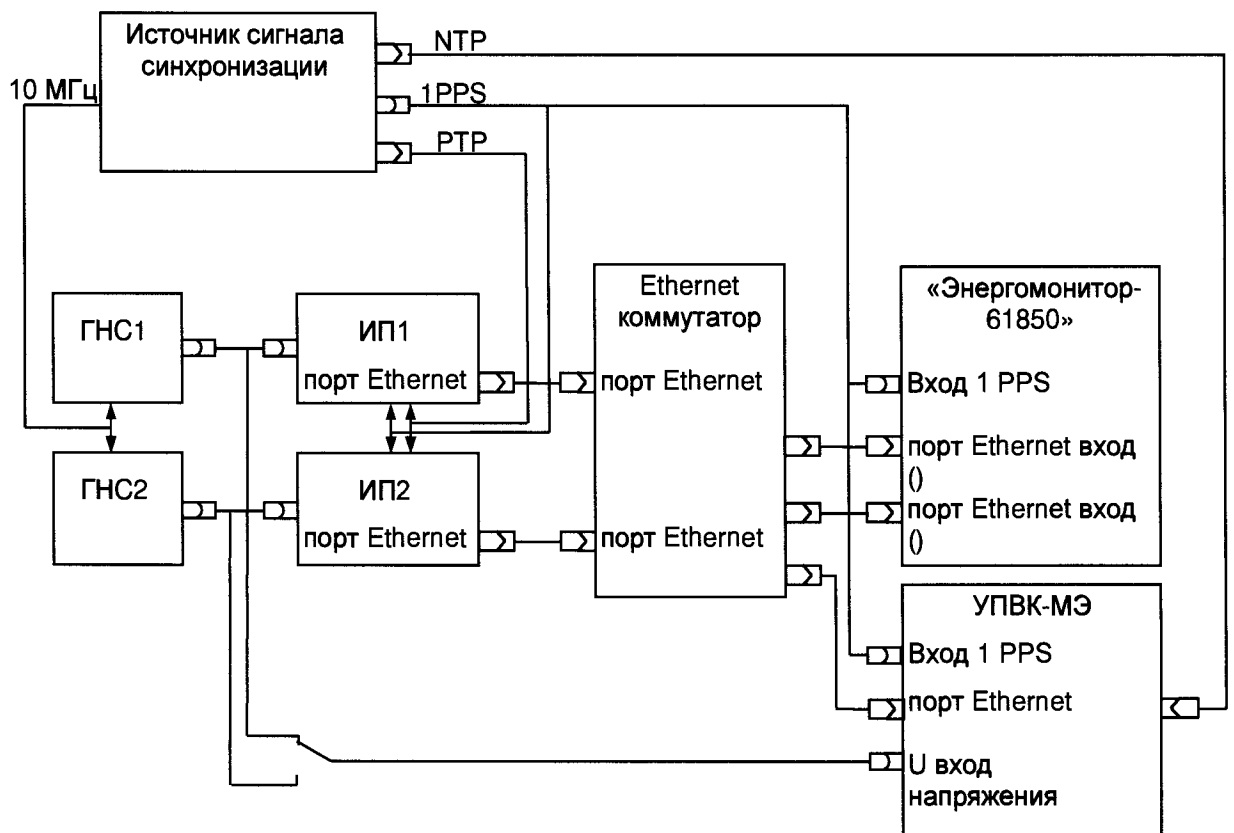 Источник сигнала
синхронизации
NTP
10 МГц
1PPS
PTP
ГНС1
ИП1
порт Ethernet
Ethernet
коммутатор
порт Ethernet
«Энергомонитор-
61850»
Вход 1 PPS
порт Ethernet вход
()
порт Ethernet вход
()
ГНС2
ИП2
порт Ethernet
порт Ethernet
УПВК-МЭ
Вход 1 PPS
порт Ethernet
U вход
напряжения